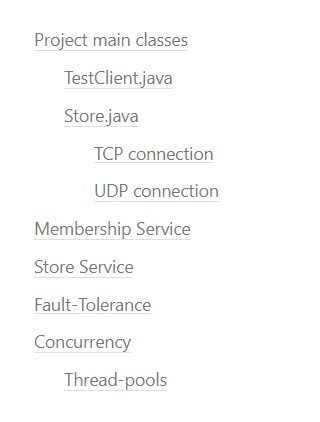 Project main classes
TestClient.java
Store.java
TCP connection
UDP connection
Membership Service
Store Service
Fault-Tolerance
Concurrency
Thread-pools